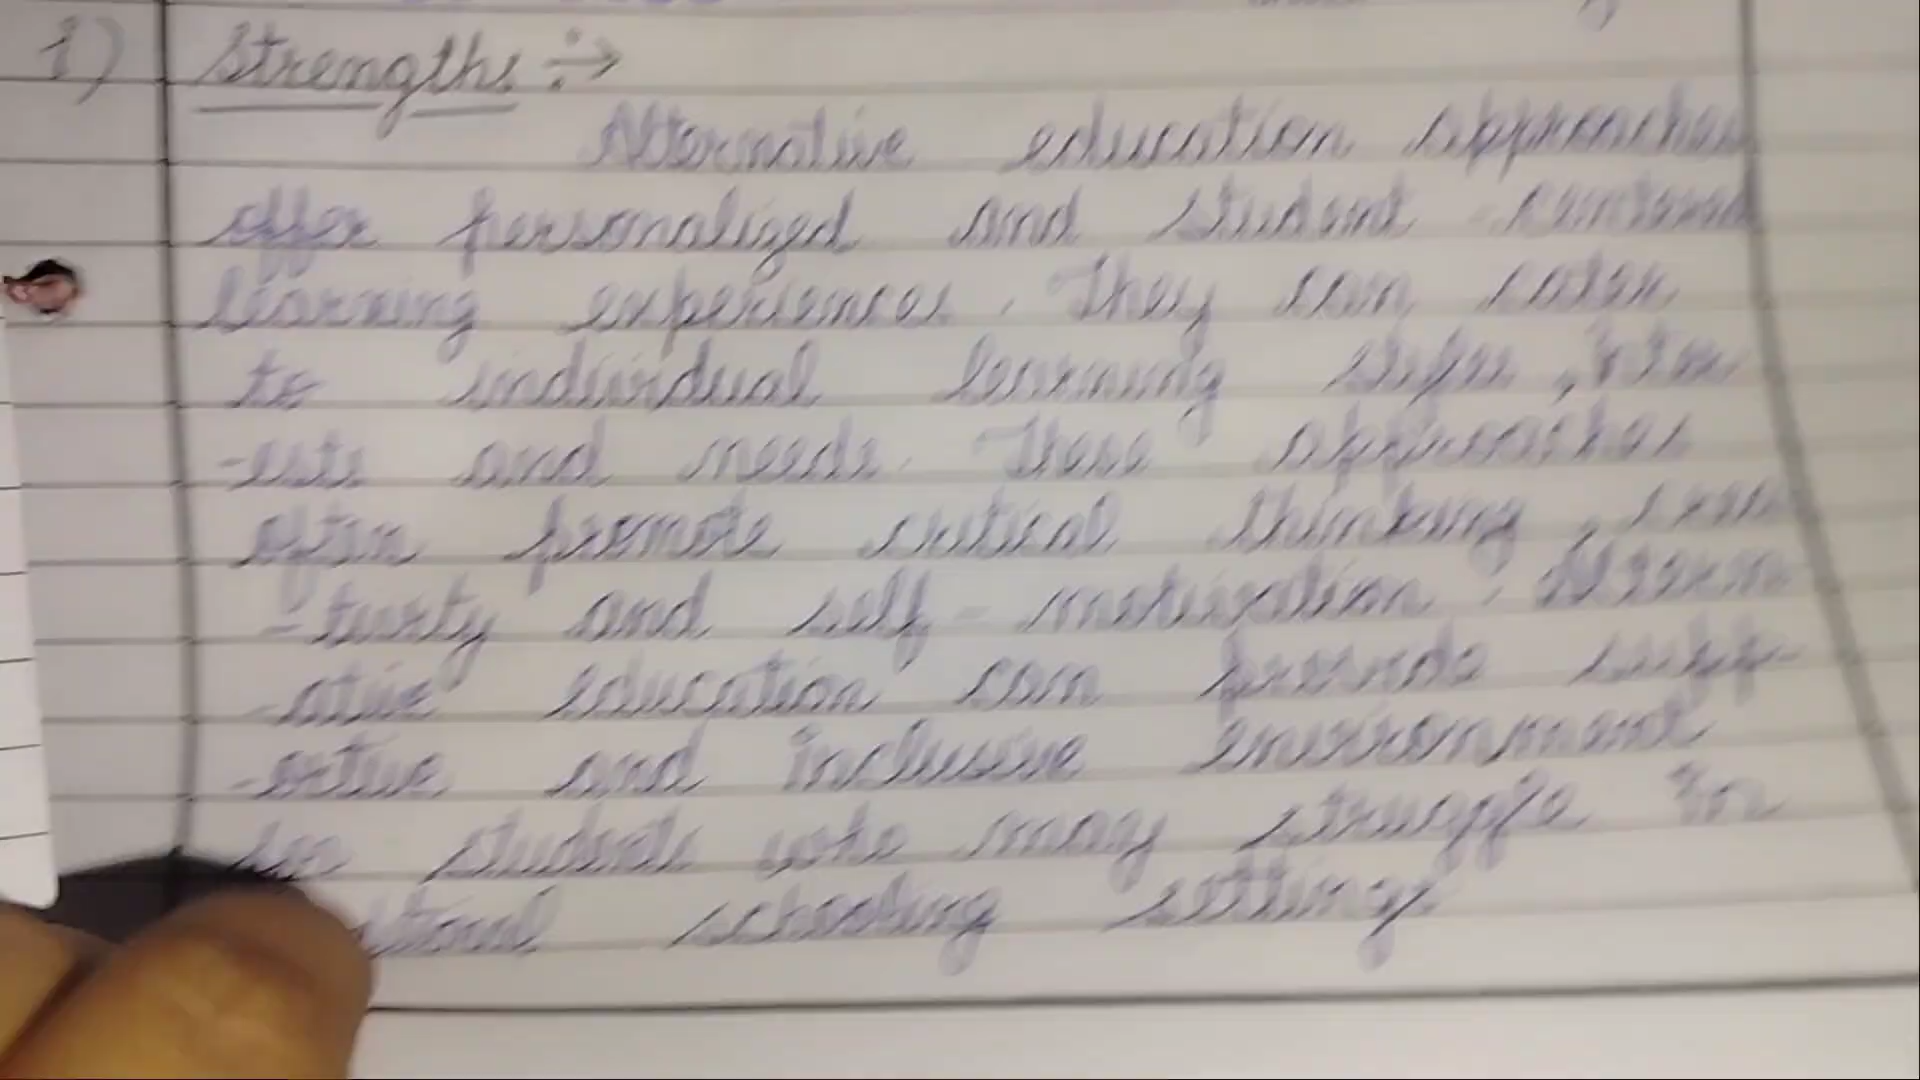 i) Strengths ÷→
Alternative education approaches
offer personalized and student-centered
learning experiences. They can cater
to individual learning styles, inter
-ests and needs. These approaches
often promote critical thinking, crea
-tivity and self-motivation. Altern
-ative education can provide supp-
-ortive and inclusive environment
for students who may struggle in
schooling settings